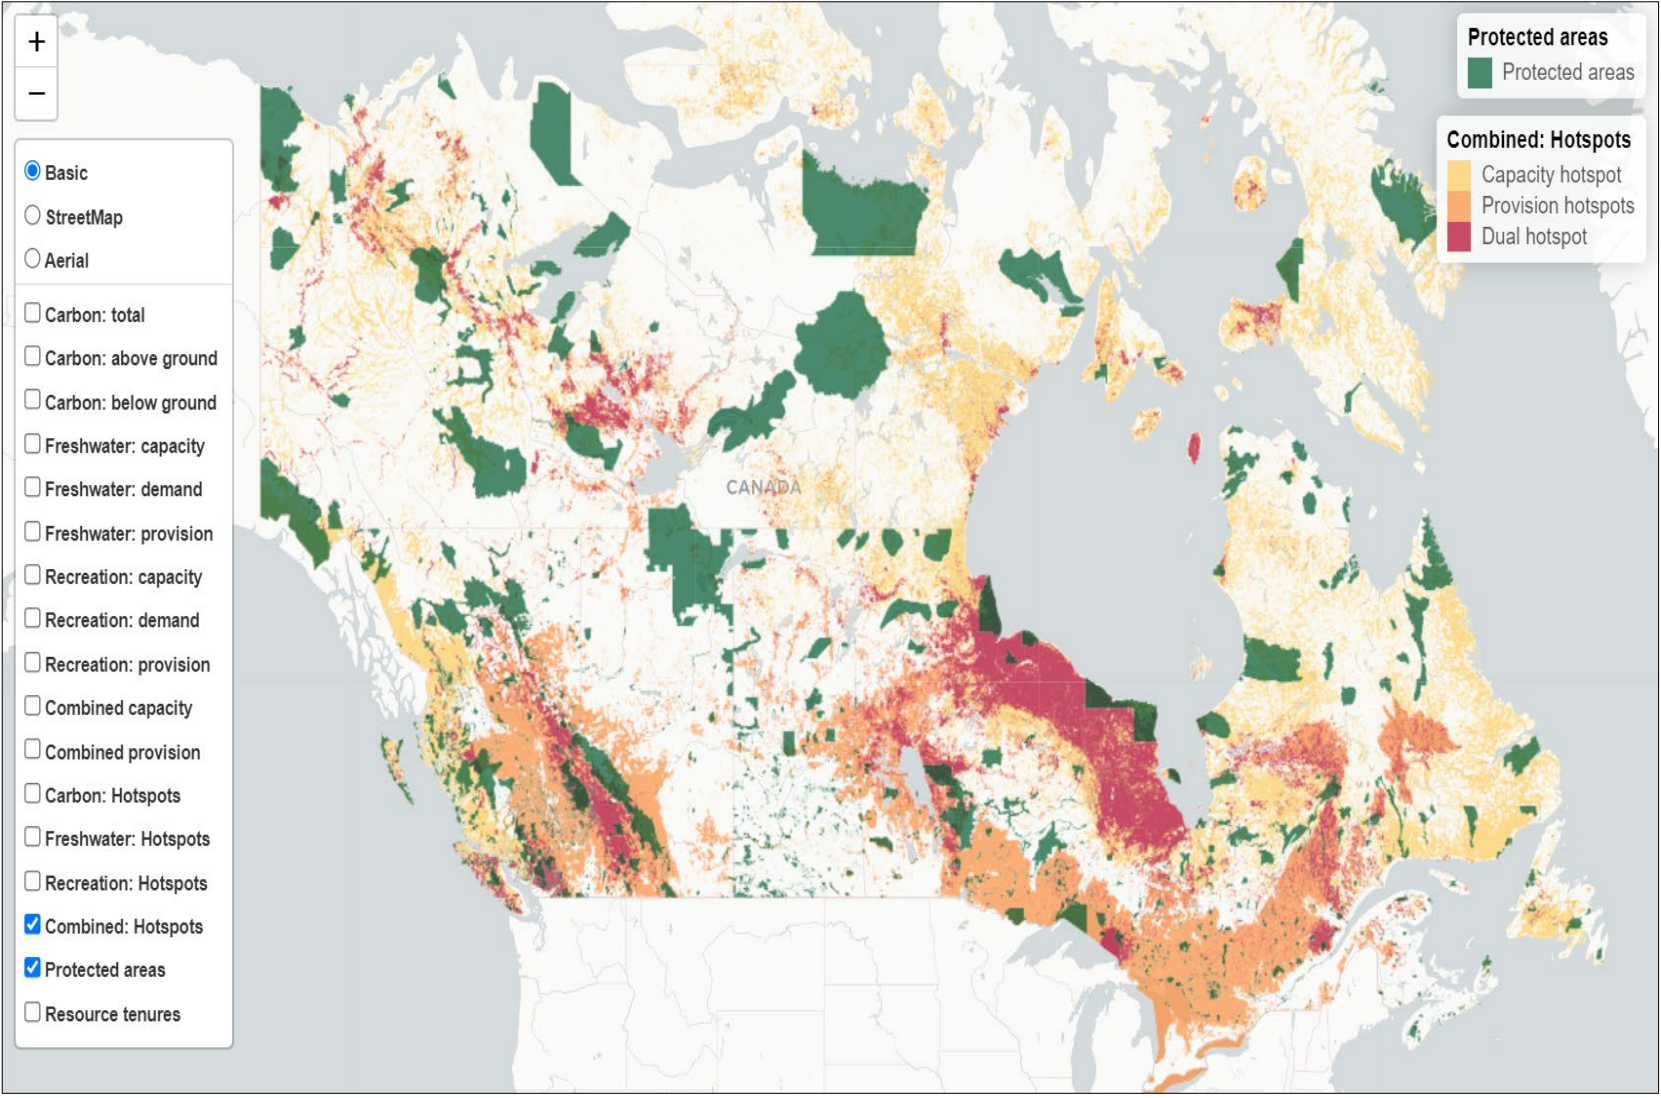 +
−
Basic
StreetMap
Aerial
Carbon: total
Carbon: above ground
Carbon: below ground
Freshwater: capacity
Freshwater: demand
Freshwater: provision
Recreation: capacity
Recreation: demand
Recreation: provision
Combined capacity
Combined provision
Carbon: Hotspots
Freshwater: Hotspots
Recreation: Hotspots
Combined: Hotspots
Protected areas
Resource tenures
CANADA
Protected areas
Protected areas
Combined: Hotspots
Capacity hotspot
Provision hotspots
Dual hotspot